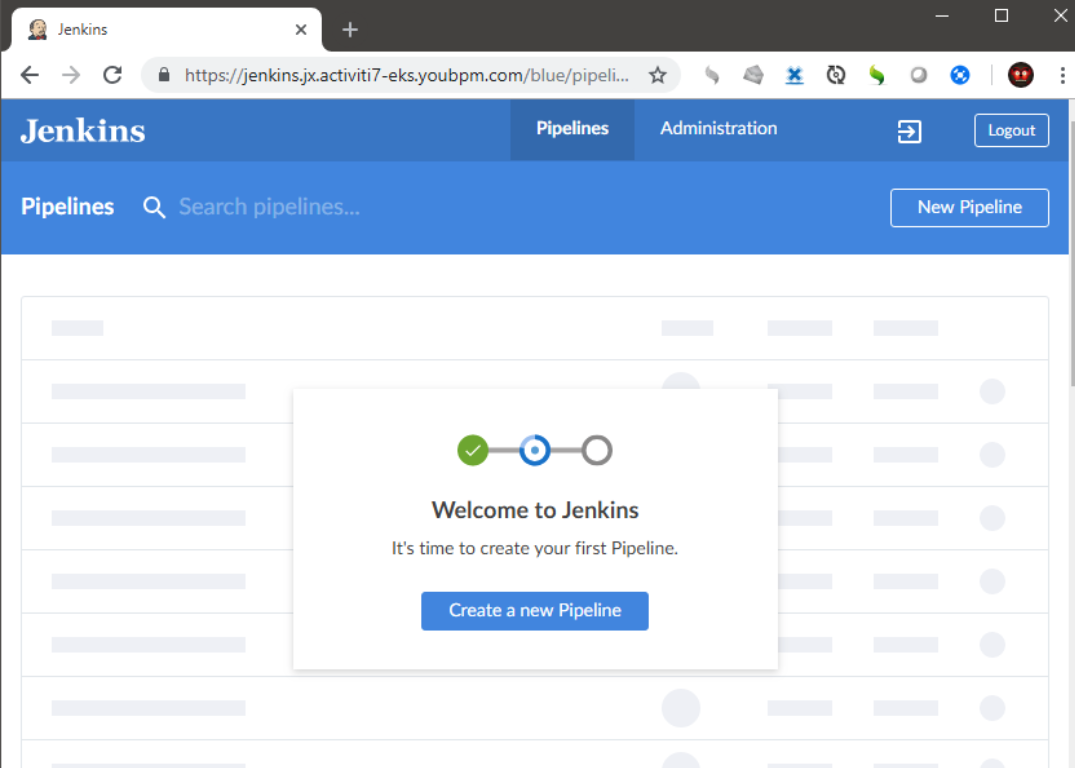 Jenkins
https://jenkins.jx.activiti7-eks.youbpm.com/blue/pipeli...
Jenkins
Pipelines
Administration
Logout
Pipelines
Search pipelines...
New Pipeline
Welcome to Jenkins
It's time to create your first Pipeline.
Create a new Pipeline